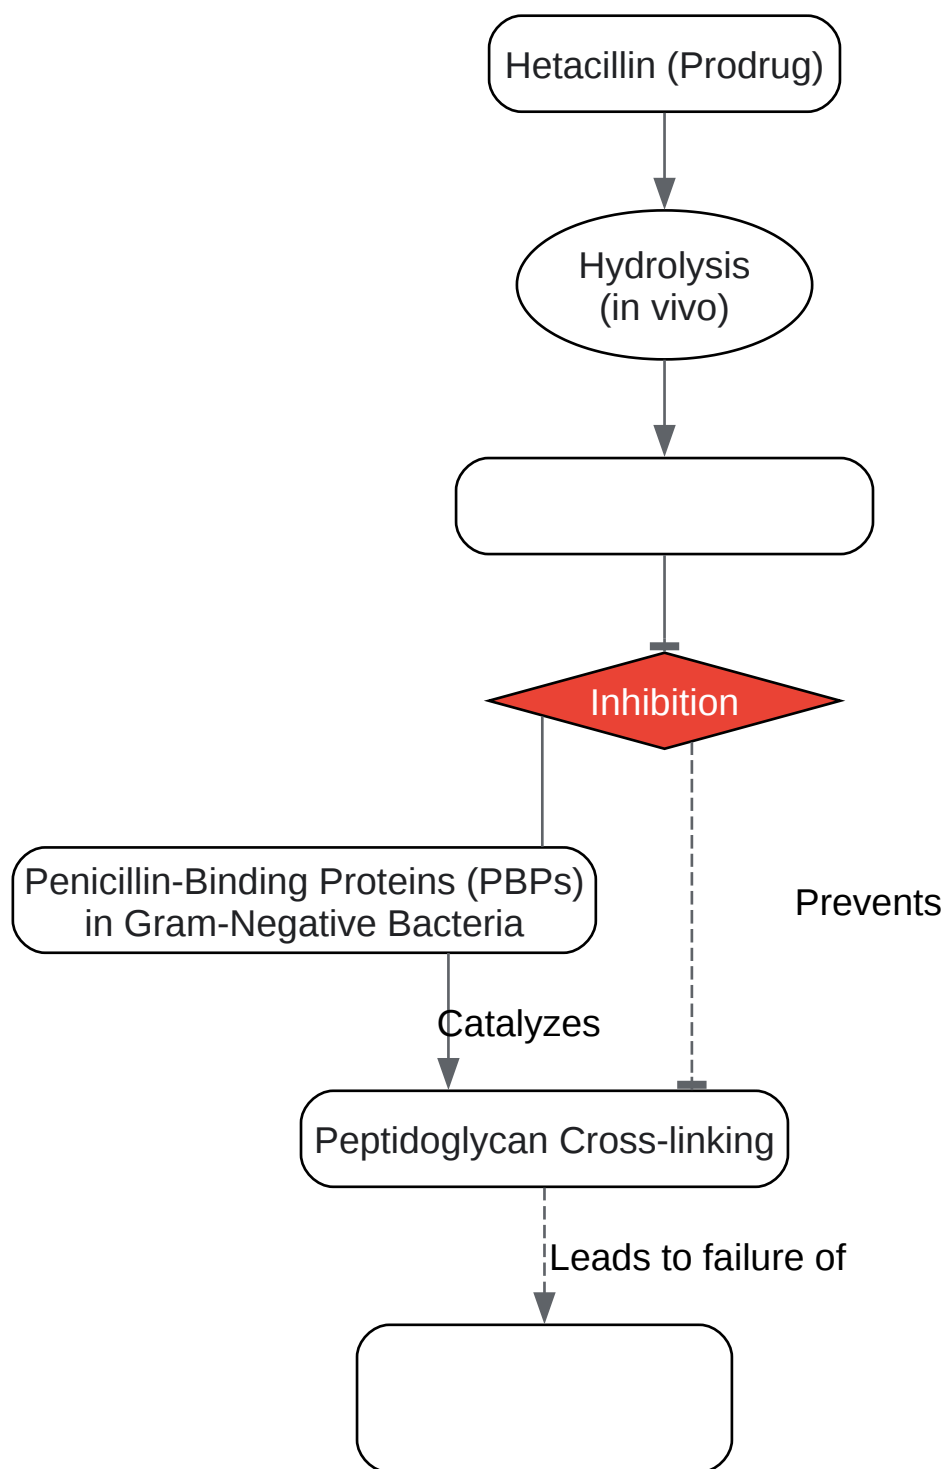 Hetacillin (Prodrug)
Hydrolysis
(in vivo)
Inhibition
Penicillin-Binding Proteins (PBPs)
in Gram-Negative Bacteria
Prevents
Catalyzes
Peptidoglycan Cross-linking
Leads to failure of